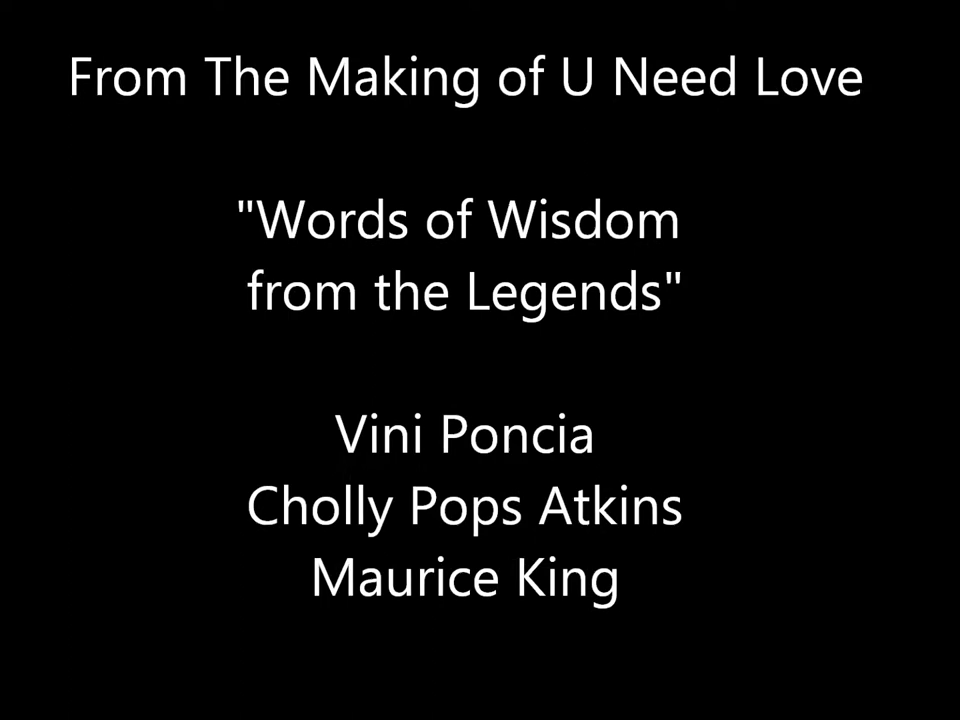 From The Making of U Need Love
"Words of Wisdom
from the Legends"
Vini Poncia
Cholly Pops Atkins
Maurice King